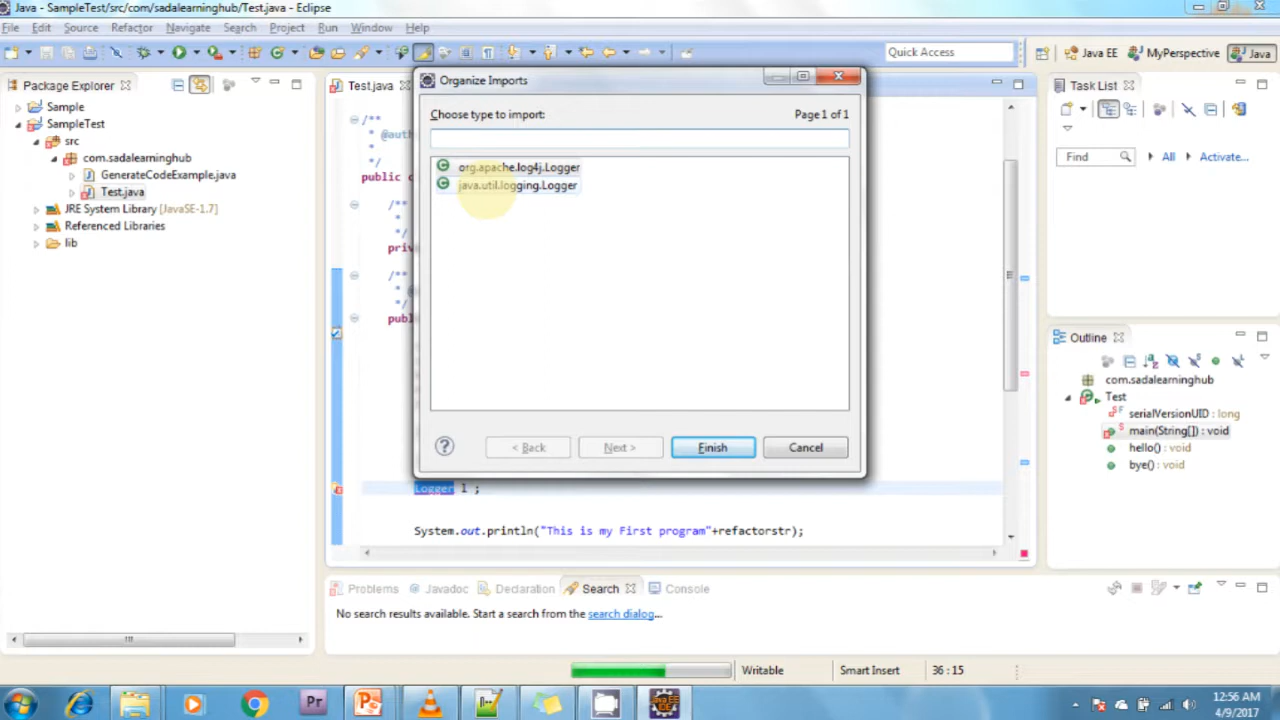 Java - SampleTest/src/com/sadalearninghub/Test.java - Eclipse
File Edit Source Refactor Navigate Search Project Run Window Help
Quick Access
Java EE
MyPerspective
Java
Package Explorer
Sample
SampleTest
src
com.sadalearninghub
GenerateCodeExample.java
Test.java
JRE System Library [JavaSE-1.7]
Referenced Libraries
lib
Test.java
/**
* @auth
*
*/
public c
/**
*
*/
priv
/**
*
*/
publ
Logger l ;
System.out.println("This is my First program"+refactorstr);
Organize Imports
Choose type to import: Page 1 of 1
org.apache.log4j.Logger
java.util.logging.Logger
?
< Back
Next >
Finish
Cancel
Task List
Find
All
Activate...
Outline
com.sadalearninghub
Test
serialVersionUID : long
main(String[]) : void
hello() : void
bye() : void
Problems
Javadoc
Declaration
Search
Console
No search results available. Start a search from the search dialog...
Writable
Smart Insert
36 : 15
Pr
12:56 AM
4/9/2017